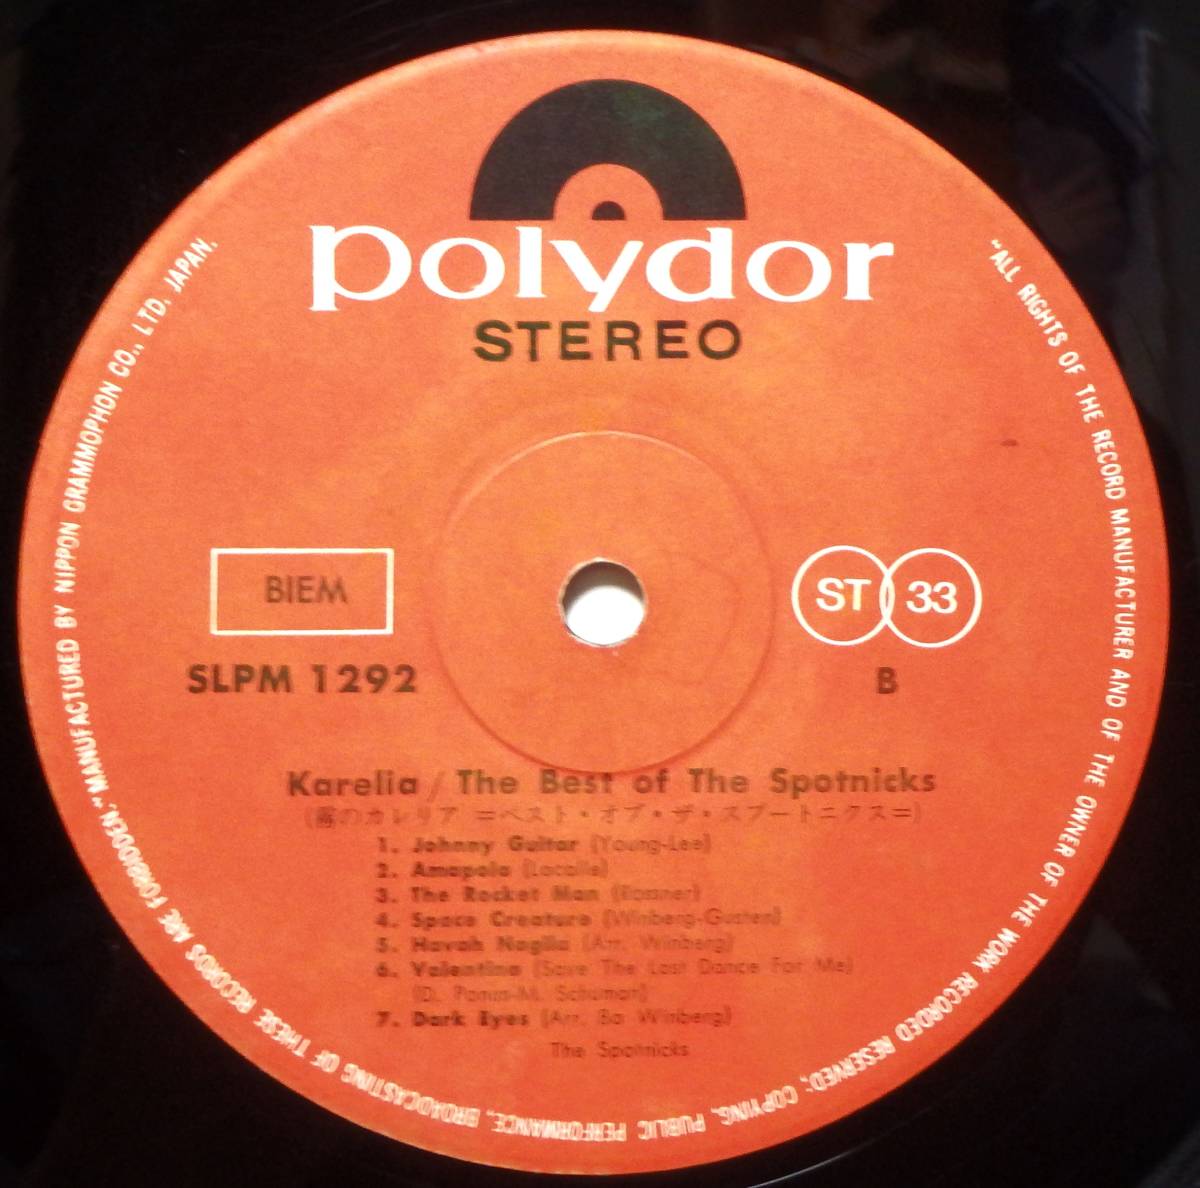 polydor
STEREO
BIEM
ST 33
SLPM 1292
B
Karelia / The Best of The Spotnicks
(霧のカレリア =ベスト・オブ・ザ・スプートニクス=)
1. Johnny Guitar (Young-Lee)
2. Amapola (Lacalle)
3. The Rocket Man (Rossner)
4. Space Creature (Winberg-Gusten)
5. Havah Nagila (Arr. Winberg)
6. Valentina (Save The Last Dance For Me)
(D. Pomus-M. Schuman)
7. Dark Eyes (Arr. Bo Winberg)
The Spotnicks
"ALL RIGHTS OF THE RECORD MANUFACTURER AND OF THE OWNER OF THE WORK RECORDED RESERVED; COPYING, PUBLIC PERFORMANCE, BROADCASTING OF THESE RECORDS ARE FORBIDDEN." MANUFACTURED BY NIPPON GRAMMOPHON CO., LTD. JAPAN.